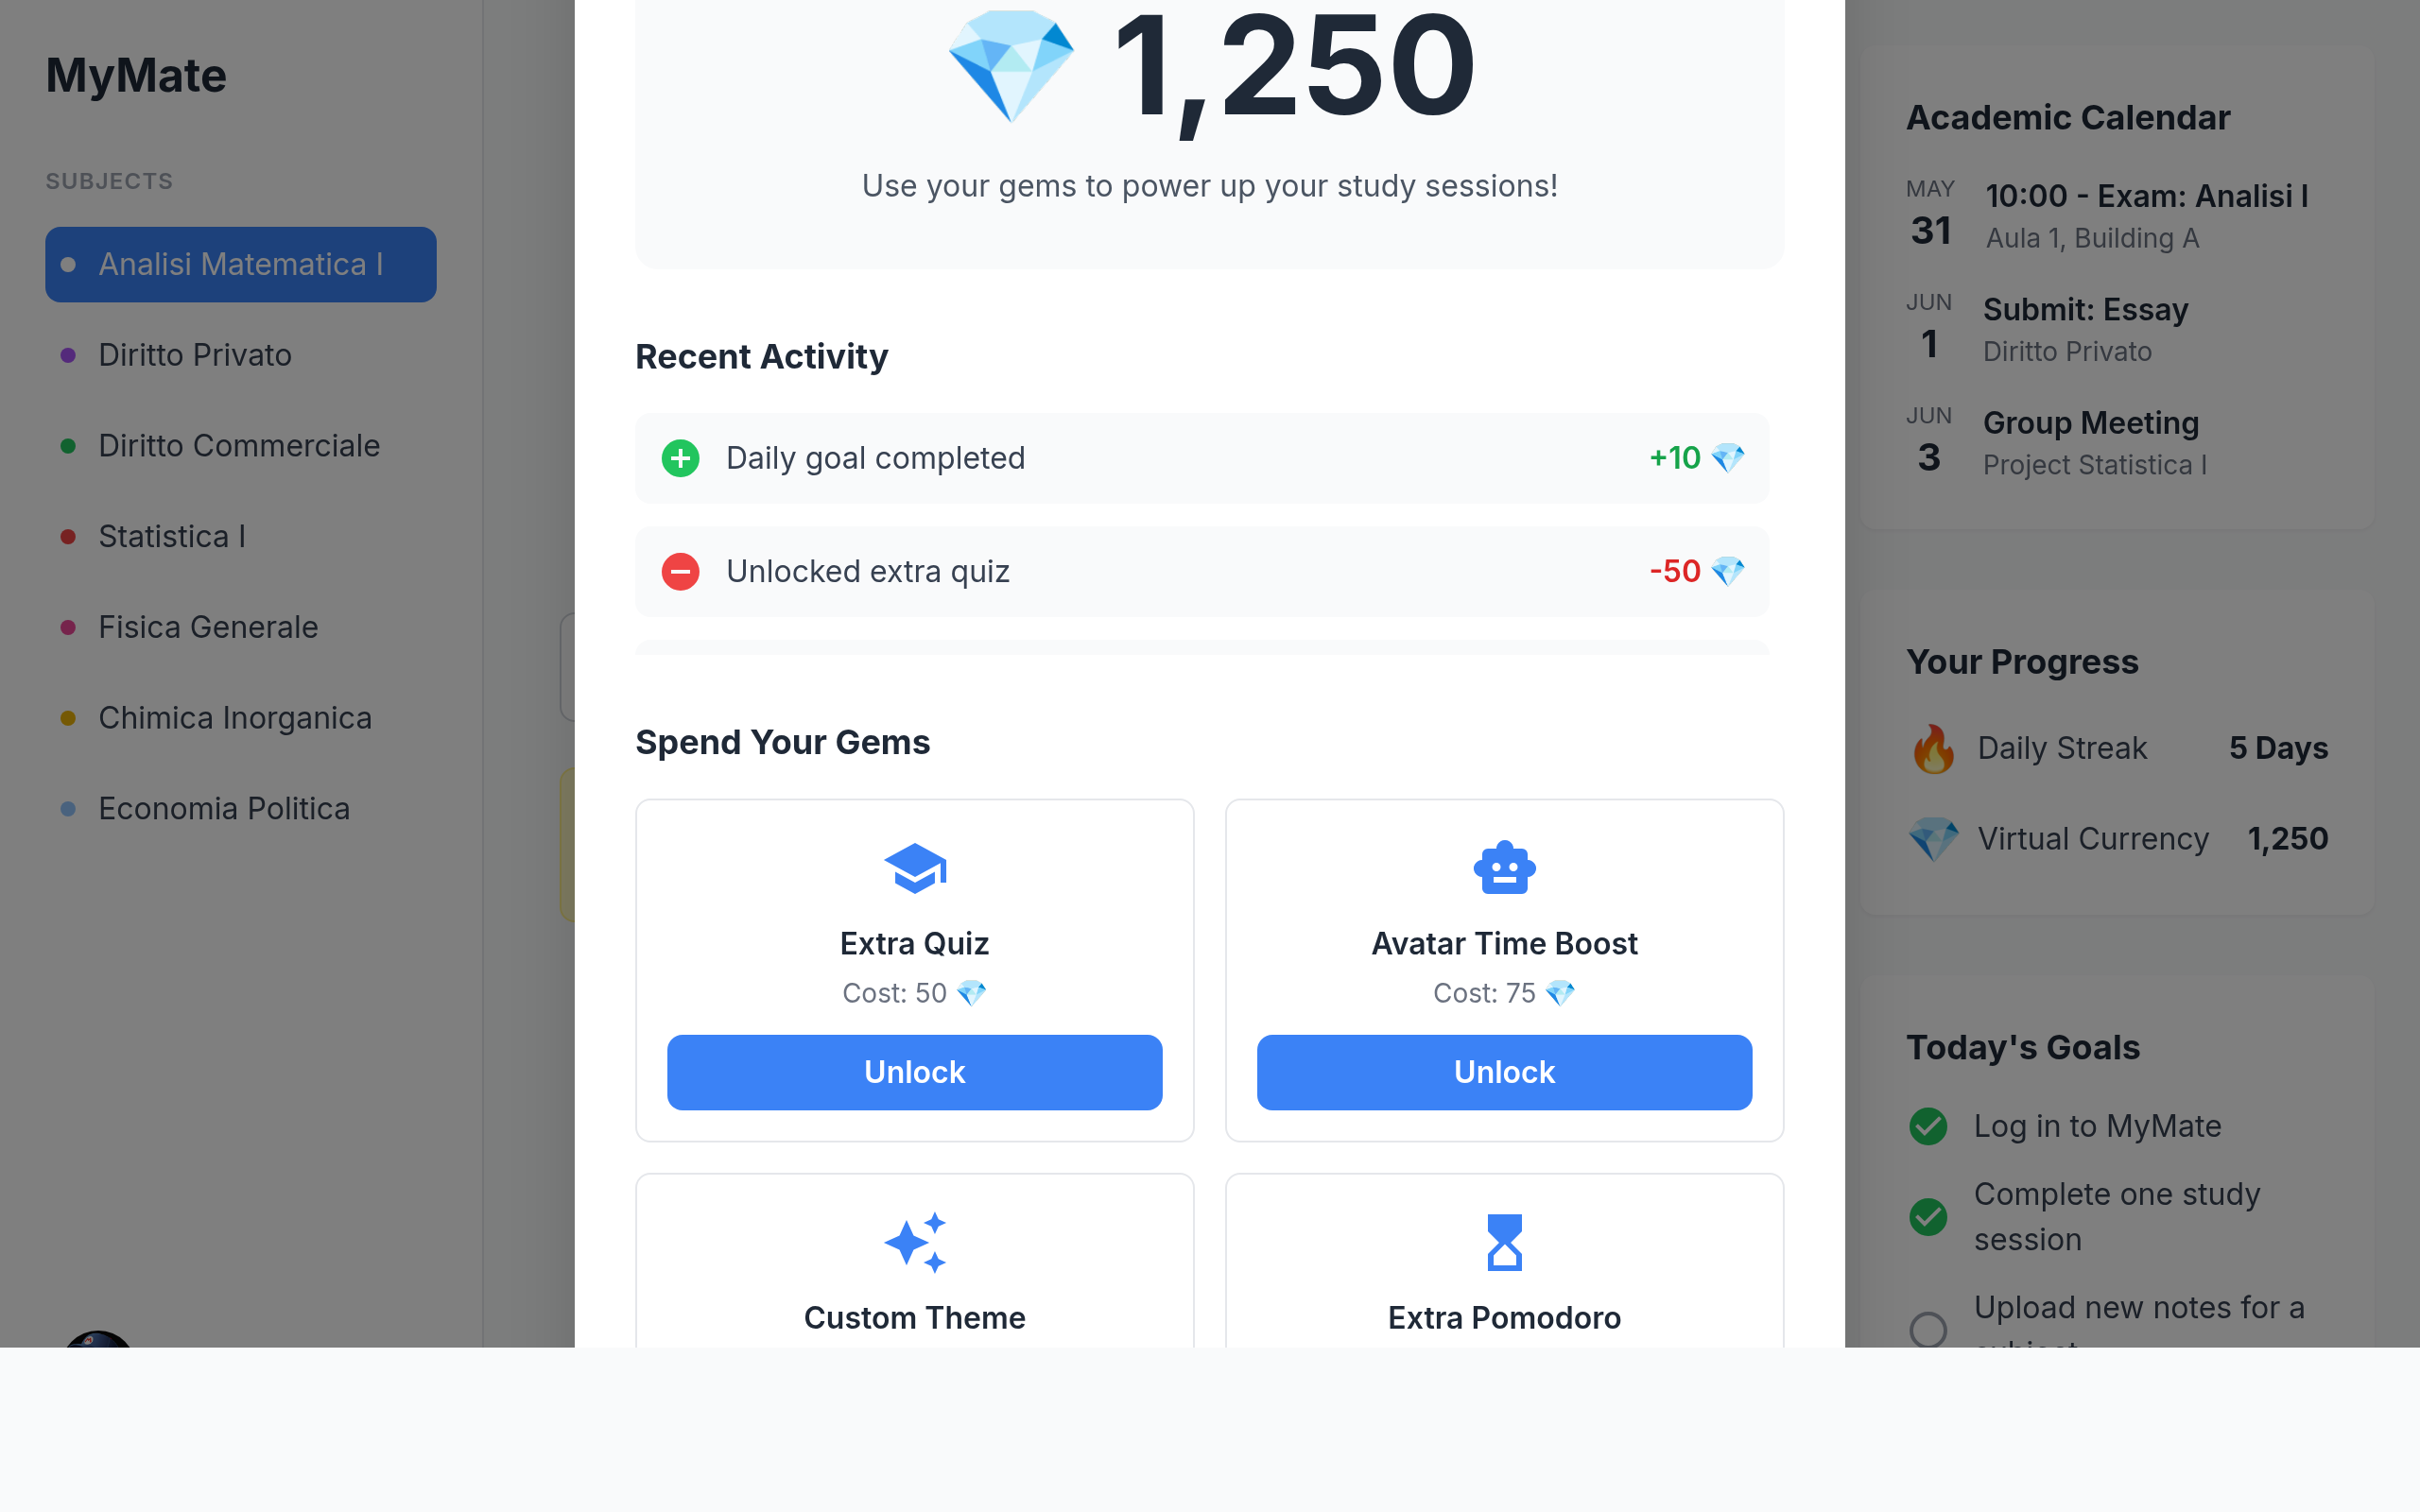 MyMate
SUBJECTS
Analisi Matematica I
Diritto Privato
Diritto Commerciale
Statistica I
Fisica Generale
Chimica Inorganica
Economia Politica
1,250
Use your gems to power up your study sessions!
Recent Activity
Daily goal completed +10
Unlocked extra quiz -50
Spend Your Gems
Extra Quiz
Cost: 50
Unlock
Avatar Time Boost
Cost: 75
Unlock
Custom Theme
Extra Pomodoro
Academic Calendar
MAY
31
10:00 - Exam: Analisi I
Aula 1, Building A
JUN
1
Submit: Essay
Diritto Privato
JUN
3
Group Meeting
Project Statistica I
Your Progress
Daily Streak 5 Days
Virtual Currency 1,250
Today's Goals
Log in to MyMate
Complete one study
session
Upload new notes for a